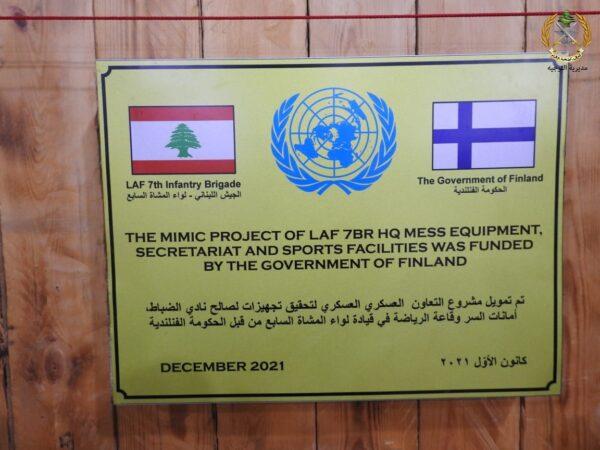 مديرية التوجيه
LAF 7th Infantry Brigade
الجيش اللبناني - لواء المشاة السابع
The Government of Finland
الحكومة الفنلندية
THE MIMIC PROJECT OF LAF 7BR HQ MESS EQUIPMENT,
SECRETARIAT AND SPORTS FACILITIES WAS FUNDED
BY THE GOVERNMENT OF FINLAND
تم تمويل مشروع التعاون العسكري العسكري لتحقيق تجهيزات لصالح نادي الضباط،
أمانات السر وقاعة الرياضة في قيادة لواء المشاة السابع من قبل الحكومة الفنلندية
DECEMBER 2021
كانون الأول ٢٠٢١